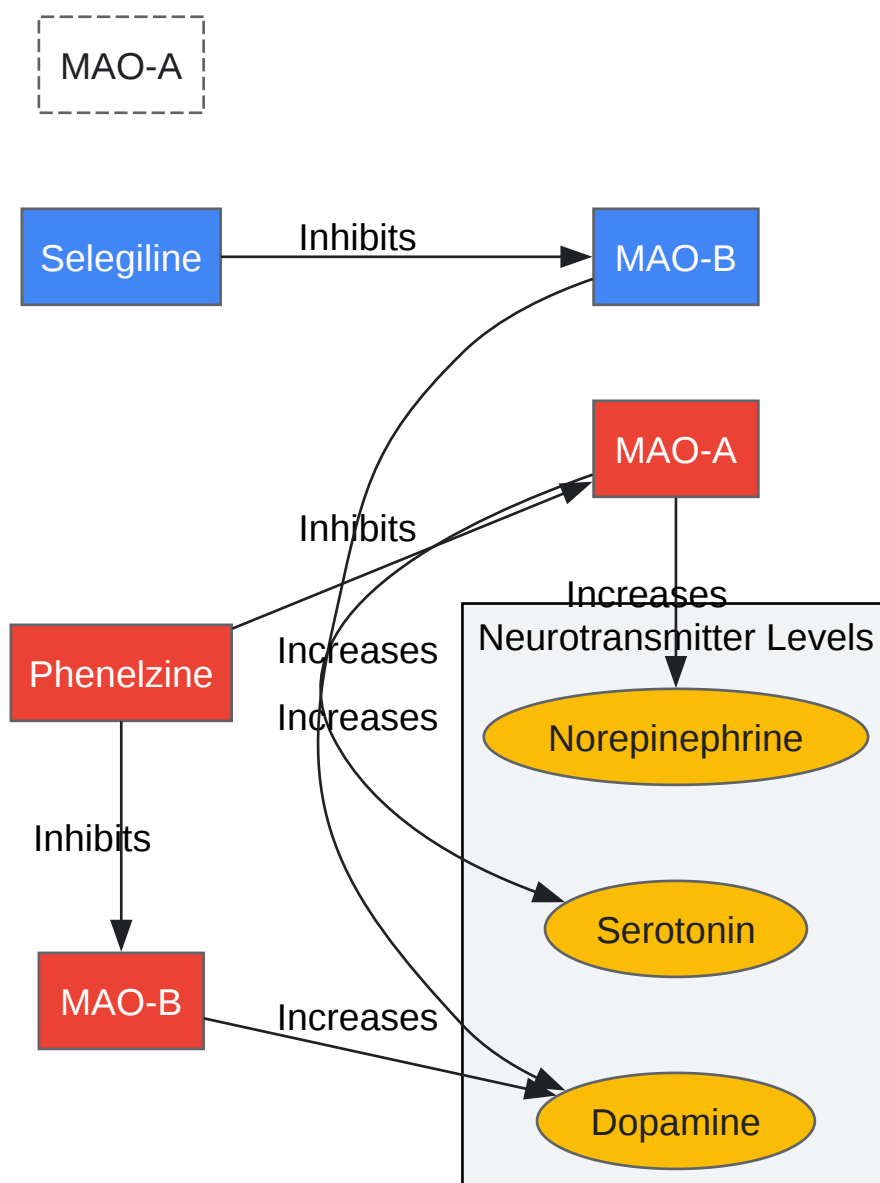 MAO-A
Selegiline
Inhibits
MAO-B
MAO-A
Inhibits
Increases
Neurotransmitter Levels
Phenelzine
Increases
Increases
Norepinephrine
Inhibits
Serotonin
MAO-B
Increases
Dopamine